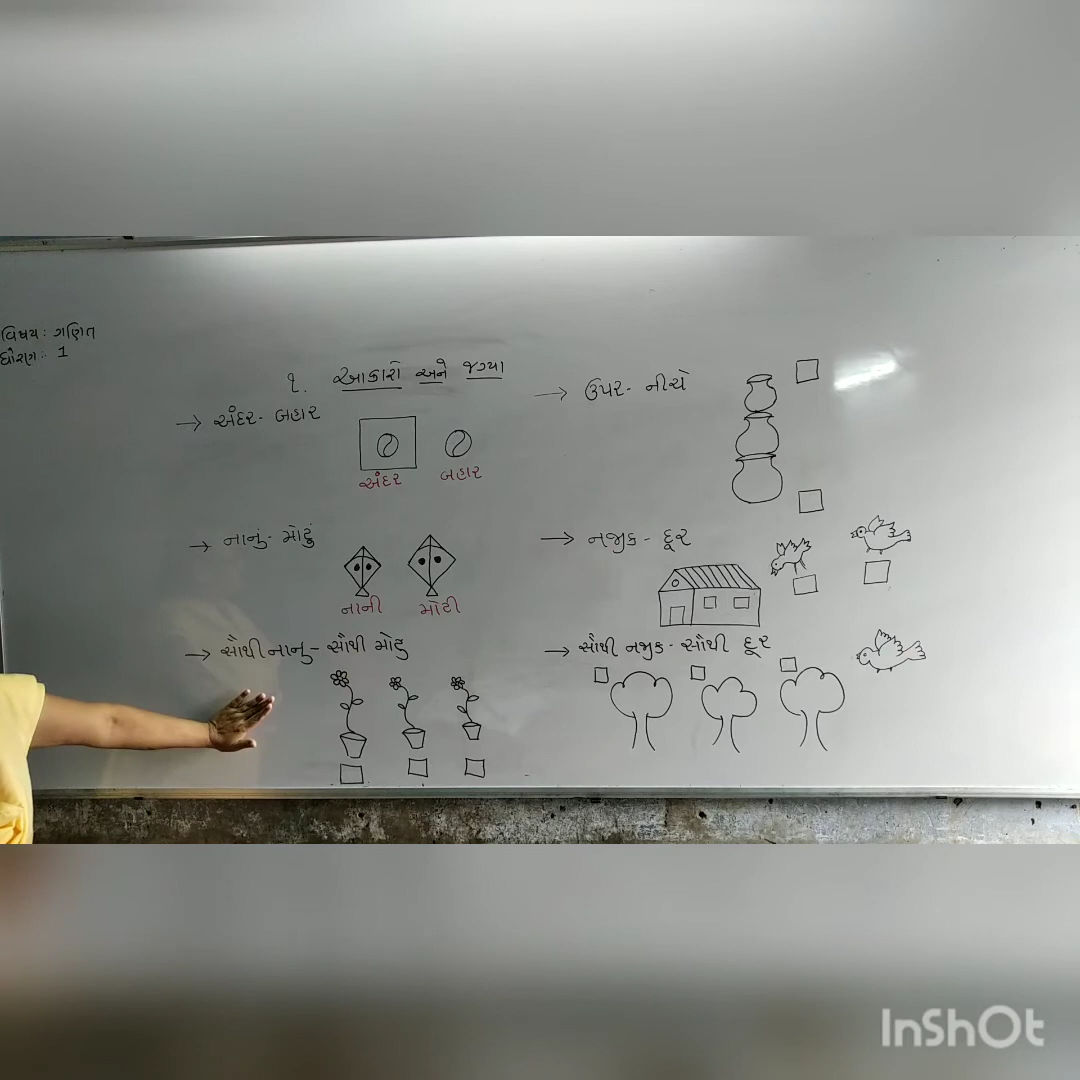 વિષય: ગણિત
ધોરણ: 1
૧. આકારો અને જગ્યા
→ અંદર - બહાર
અંદર બહાર
→ નાનું - મોટું
નાની મોટી
→ સૌથી નાનુ - સૌથી મોટુ
→ ઉપર - નીચે
→ નજીક - દૂર
→ સૌથી નજીક - સૌથી દૂર
InShOt